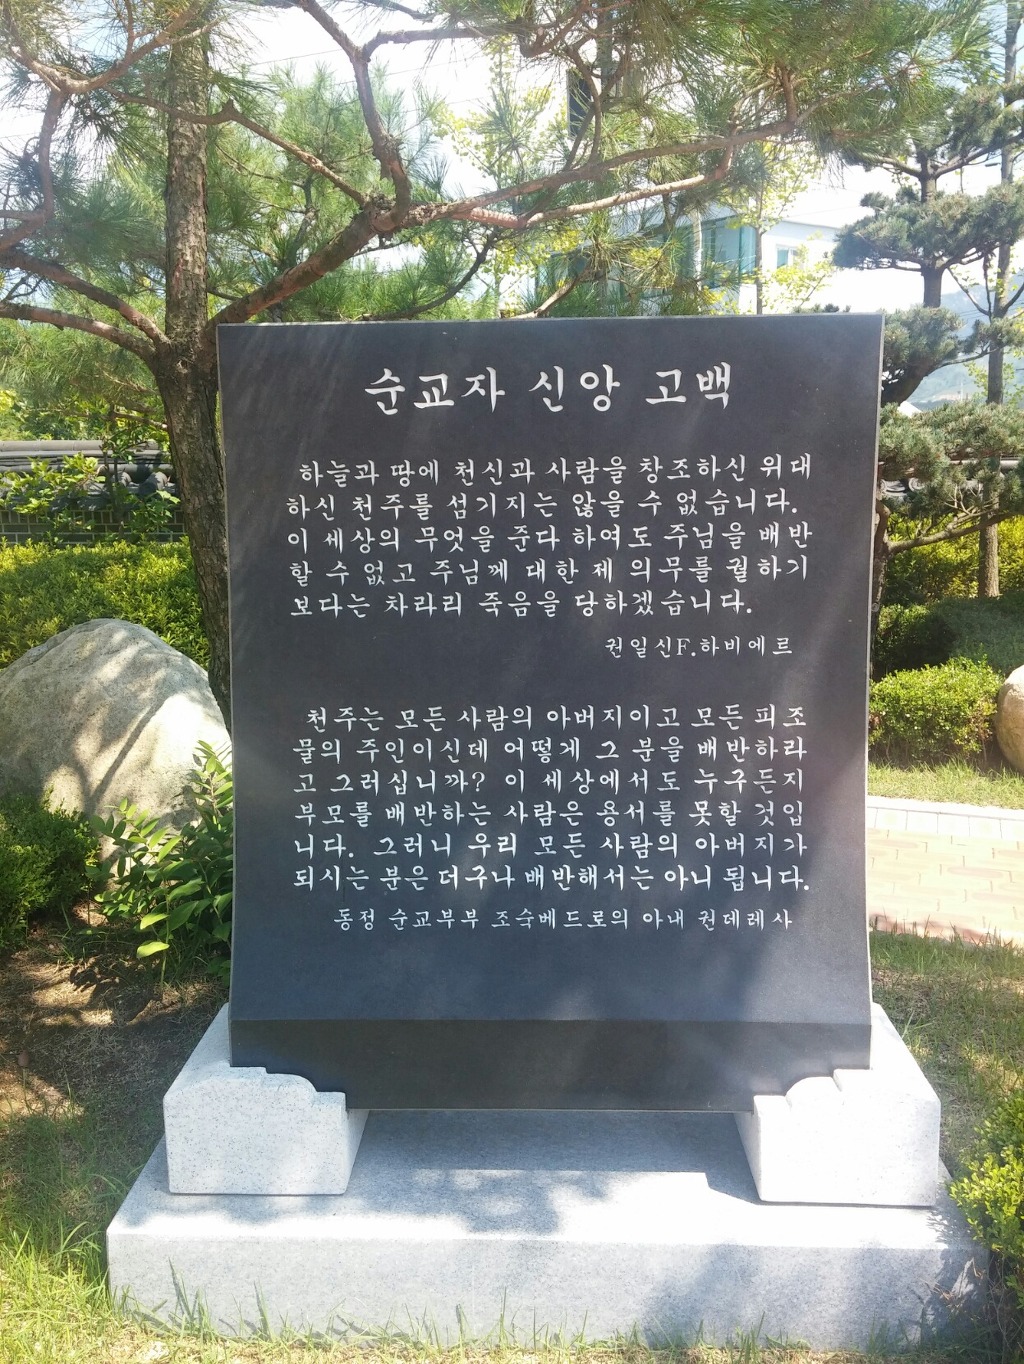 순교자 신앙 고백
하늘과 땅에 천신과 사람을 창조하신 위대
하신 천주를 섬기지는 않을 수 없습니다.
이 세상의 무엇을 준다 하여도 주님을 배반
할 수 없고 주님께 대한 제 의무를 궐하기
보다는 차라리 죽음을 당하겠습니다.
권일신F.하비에르
천주는 모든 사람의 아버지이고 모든 피조
물의 주인이신데 어떻게 그 분을 배반하라
고 그러십니까? 이 세상에서도 누구든지
부모를 배반하는 사람은 용서를 못할 것입
니다. 그러니 우리 모든 사람의 아버지가
되시는 분은 더구나 배반해서는 아니 됩니다.
동정 순교부부 조숙베드로의 아내 권데레사